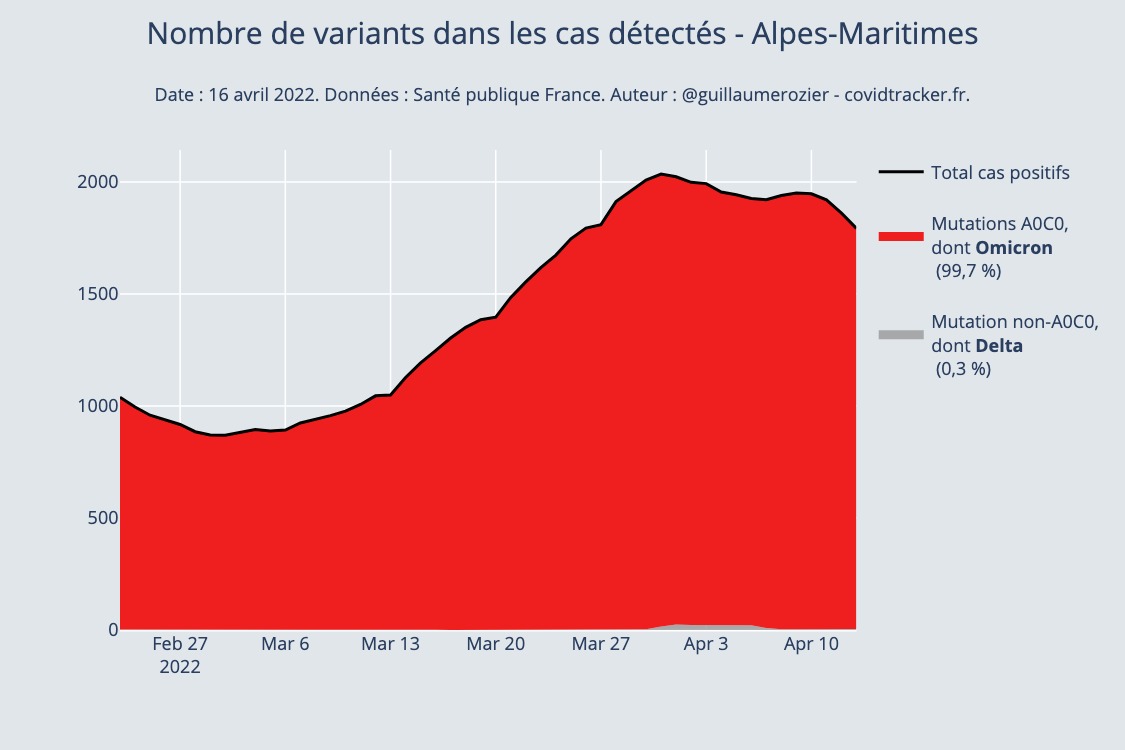 Nombre de variants dans les cas détectés - Alpes-Maritimes
Date : 16 avril 2022. Données : Santé publique France. Auteur : @guillaumerozier - covidtracker.fr.
2000
1500
1000
500
0
Feb 27
2022
Mar 6
Mar 13
Mar 20
Mar 27
Apr 3
Apr 10
Total cas positifs
Mutations A0C0,
dont Omicron
(99,7 %)
Mutation non-A0C0,
dont Delta
(0,3 %)